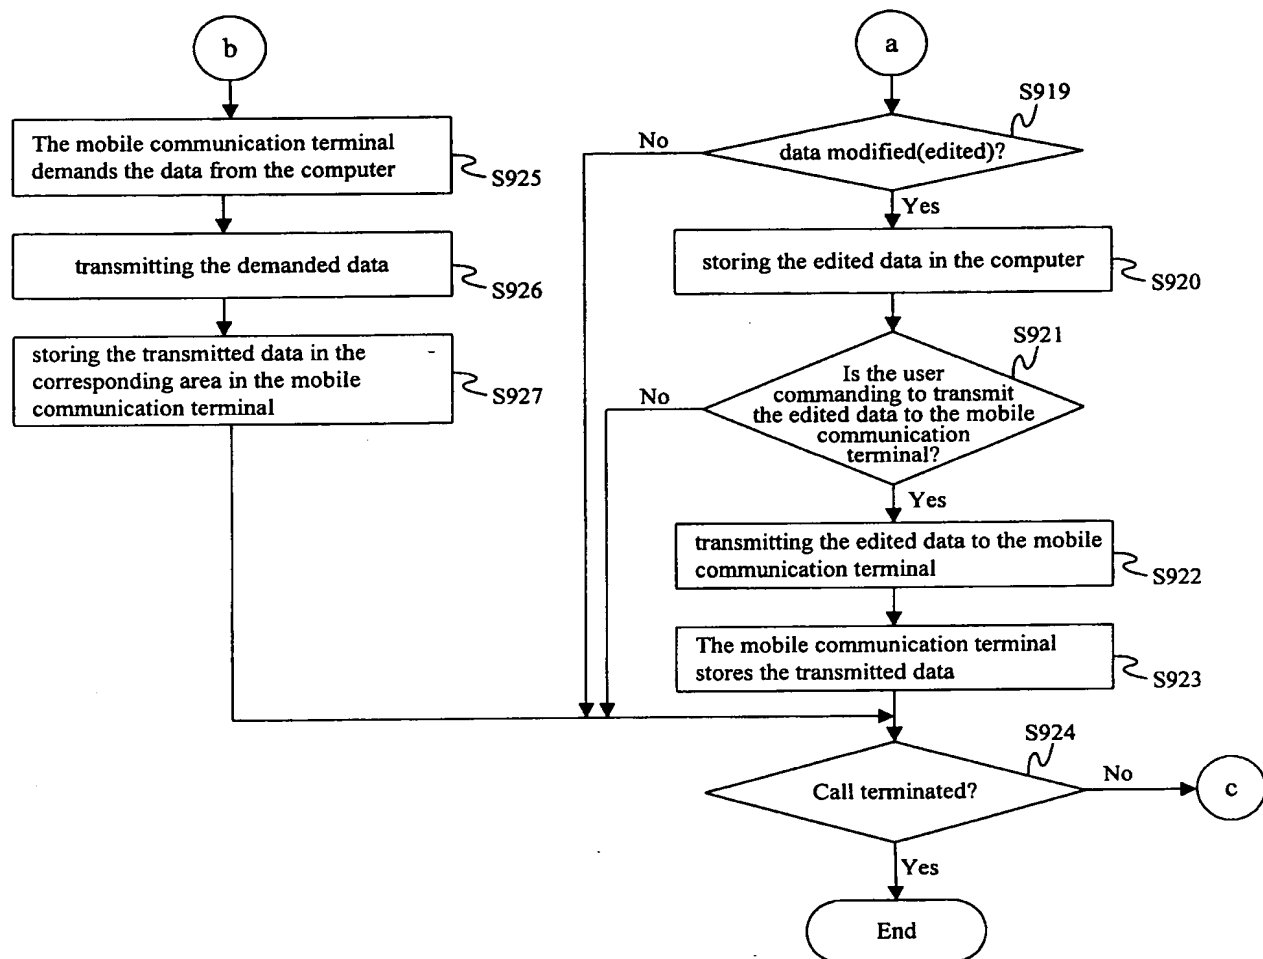 b
The mobile communication terminal
demands the data from the computer
S925
transmitting the demanded data
S926
storing the transmitted data in the
corresponding area in the mobile
communication terminal
S927
a
S919
data modified(edited)?
No
Yes
storing the edited data in the computer
S920
S921
Is the user
commanding to transmit
the edited data to the mobile
communication
terminal?
No
Yes
transmitting the edited data to the mobile
communication terminal
S922
The mobile communication terminal
stores the transmitted data
S923
S924
Call terminated?
No
c
Yes
End